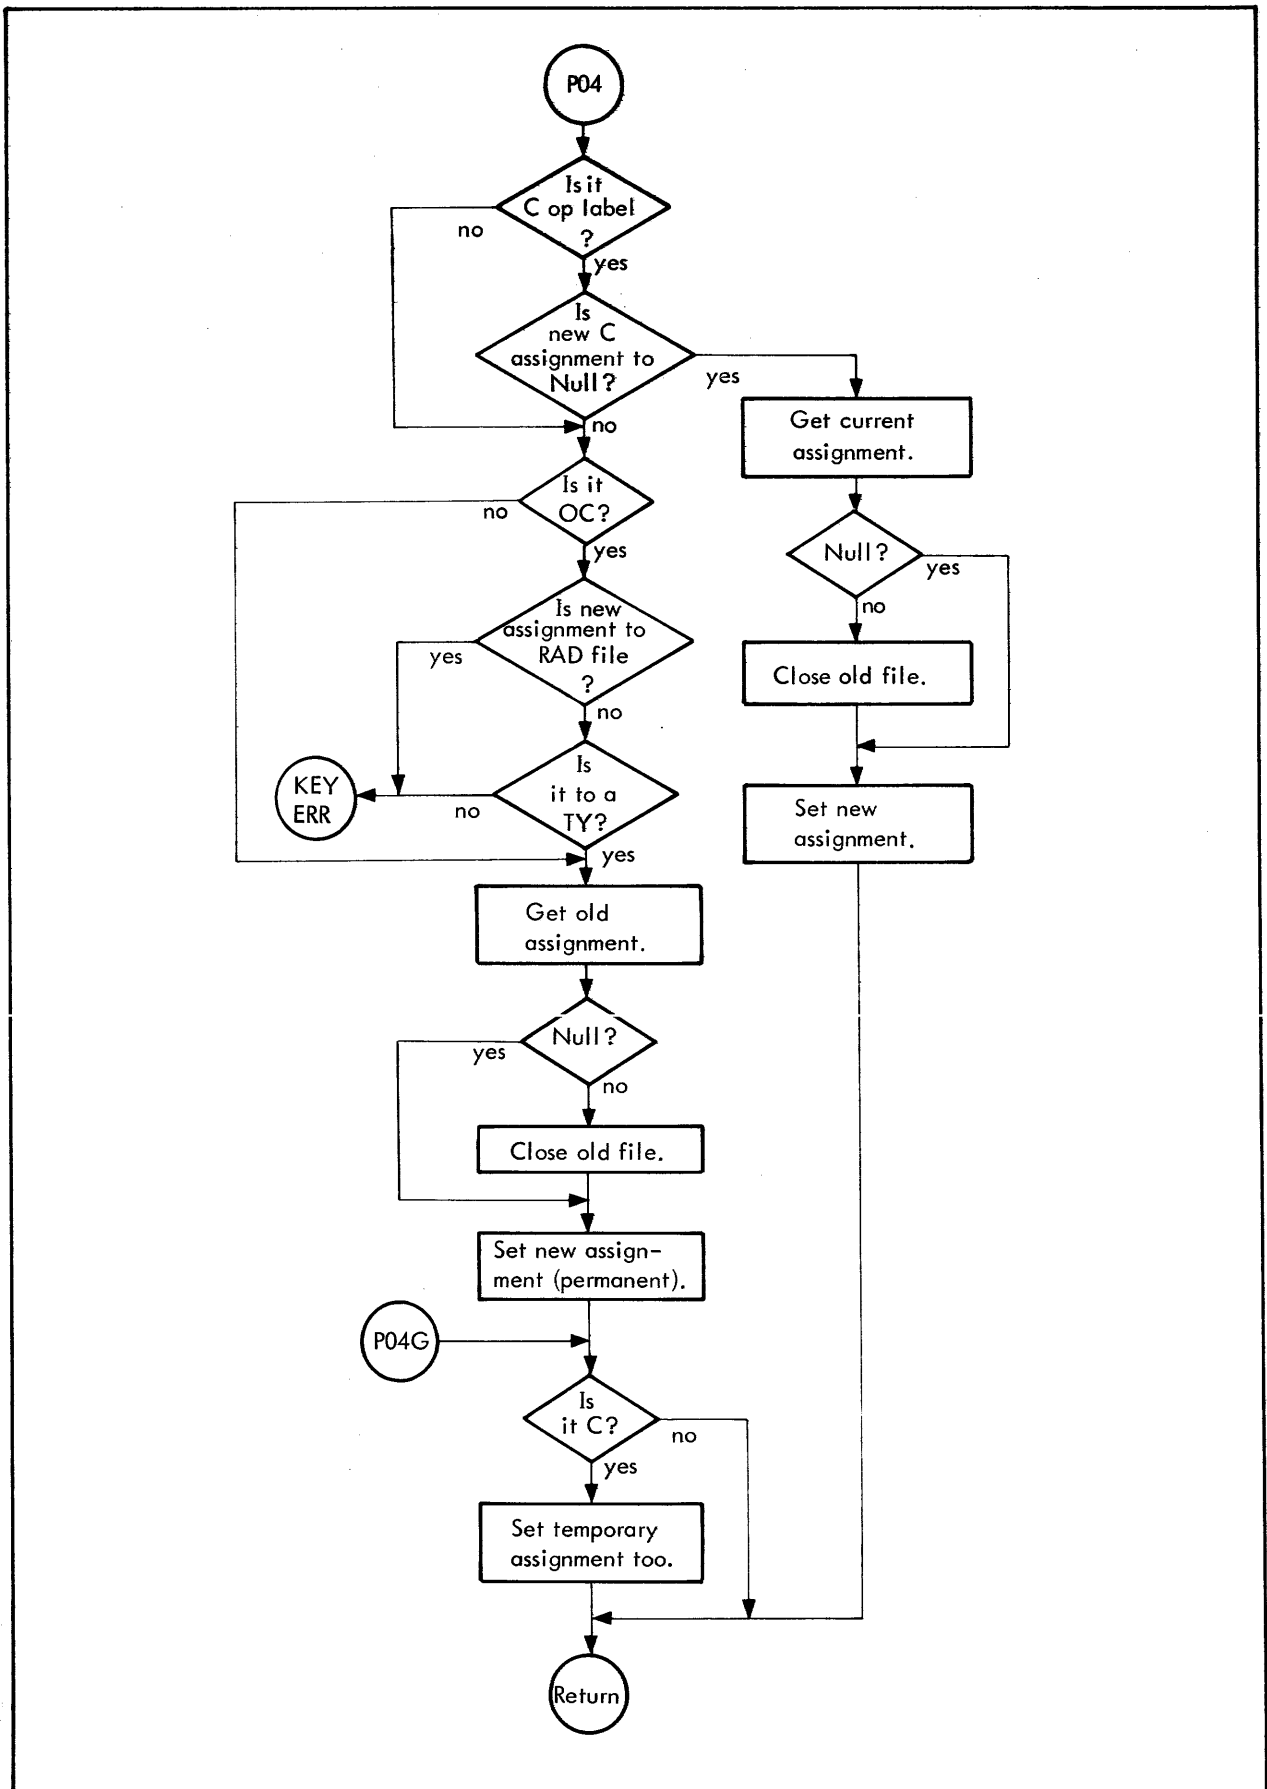 P04
Is it
C op label
?
no
yes
Is
new C
assignment to
Null?
yes
no
Get current
assignment.
Is it
OC?
no
yes
Null?
yes
no
Is new
assignment to
RAD file
?
yes
no
Close old file.
Is
it to a
TY?
no
yes
KEY
ERR
Set new
assignment.
Get old
assignment.
Null?
yes
no
Close old file.
Set new assign-
ment (permanent).
P04G
Is
it C?
no
yes
Set temporary
assignment too.
Return